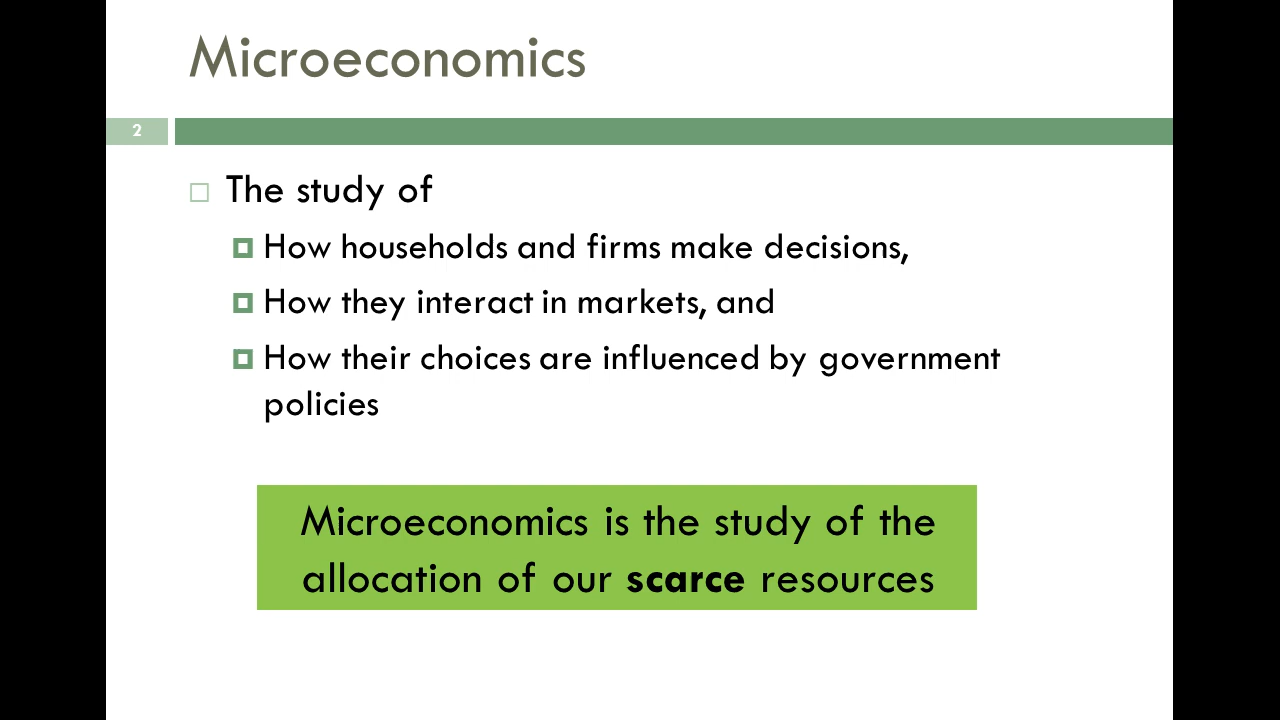 Microeconomics
2
The study of
How households and firms make decisions,
How they interact in markets, and
How their choices are influenced by government
policies
Microeconomics is the study of the
allocation of our scarce resources